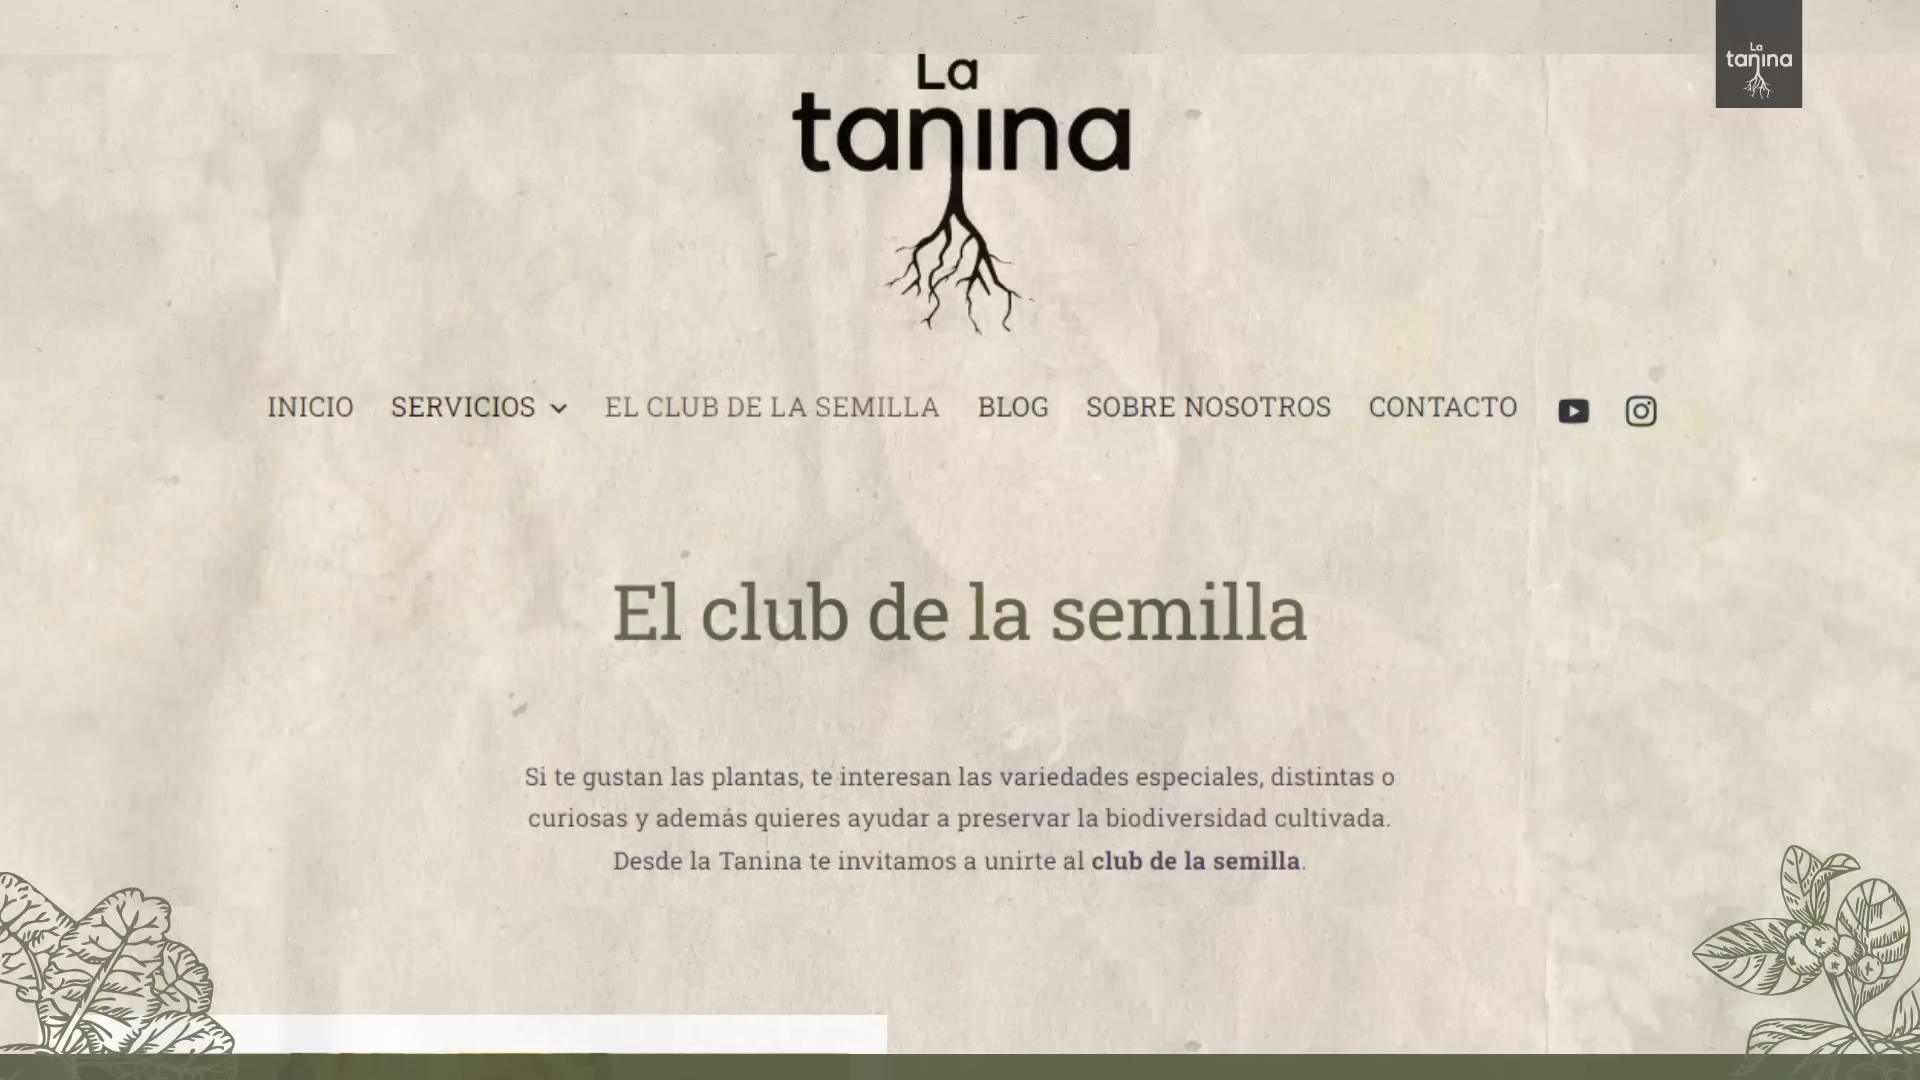 La
tanina
La
tanina
INICIO SERVICIOS EL CLUB DE LA SEMILLA BLOG SOBRE NOSOTROS CONTACTO
El club de la semilla
Si te gustan las plantas, te interesan las variedades especiales, distintas o
curiosas y además quieres ayudar a preservar la biodiversidad cultivada.
Desde la Tanina te invitamos a unirte al club de la semilla.